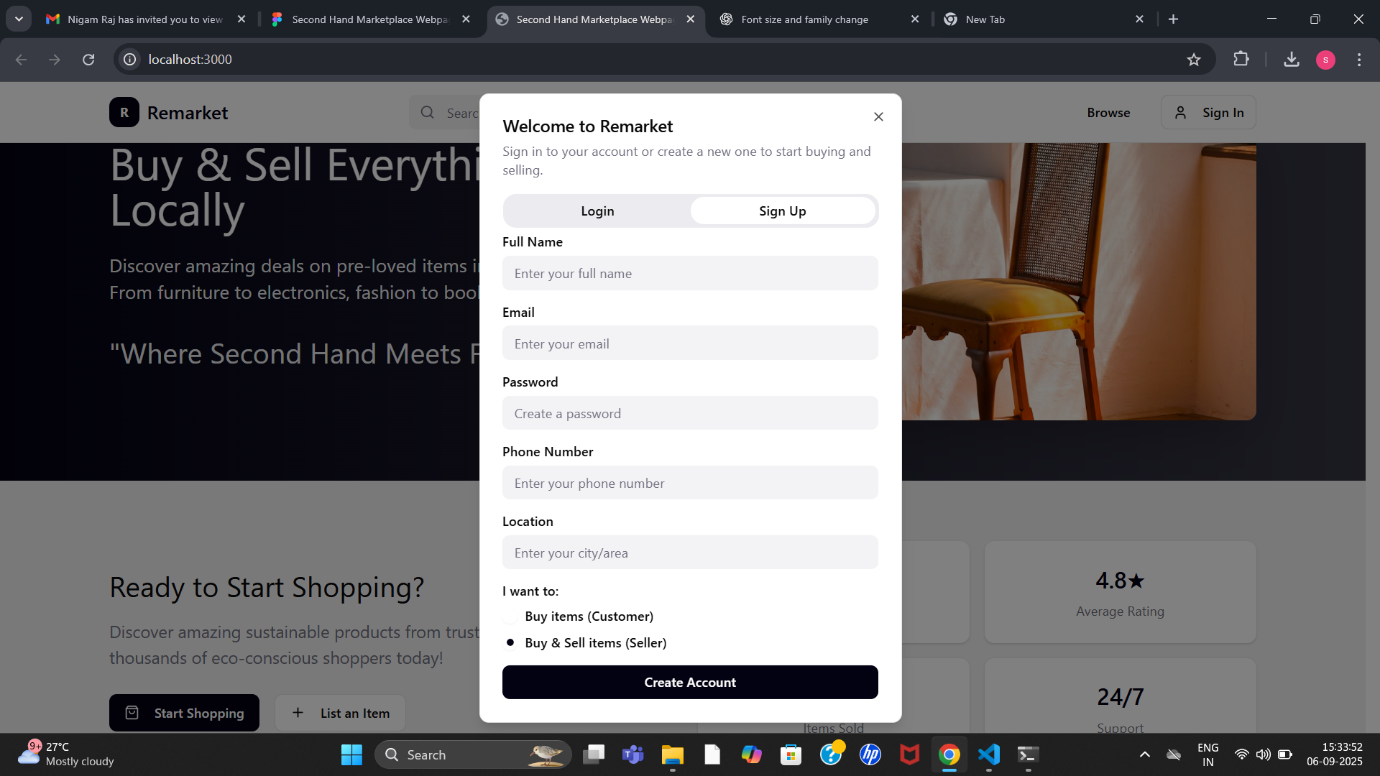 Nigam Raj has invited you to view
Second Hand Marketplace Webpa
Second Hand Marketplace Webpa
Font size and family change
New Tab
localhost:3000
S
R Remarket
Searc
Browse
Sign In
Buy & Sell Everythi
Locally
Discover amazing deals on pre-loved items i
From furniture to electronics, fashion to boo
"Where Second Hand Meets F
Welcome to Remarket
Sign in to your account or create a new one to start buying and
selling.
Login
Sign Up
Full Name
Enter your full name
Email
Enter your email
Password
Create a password
Phone Number
Enter your phone number
Location
Enter your city/area
I want to:
Buy items (Customer)
Buy & Sell items (Seller)
Create Account
Ready to Start Shopping?
Discover amazing sustainable products from trust
thousands of eco-conscious shoppers today!
Start Shopping
List an Item
4.8★
Average Rating
Items Sold
24/7
Support
9+
27°C
Mostly cloudy
Search
hp
ENG
IN
15:33:52
06-09-2025